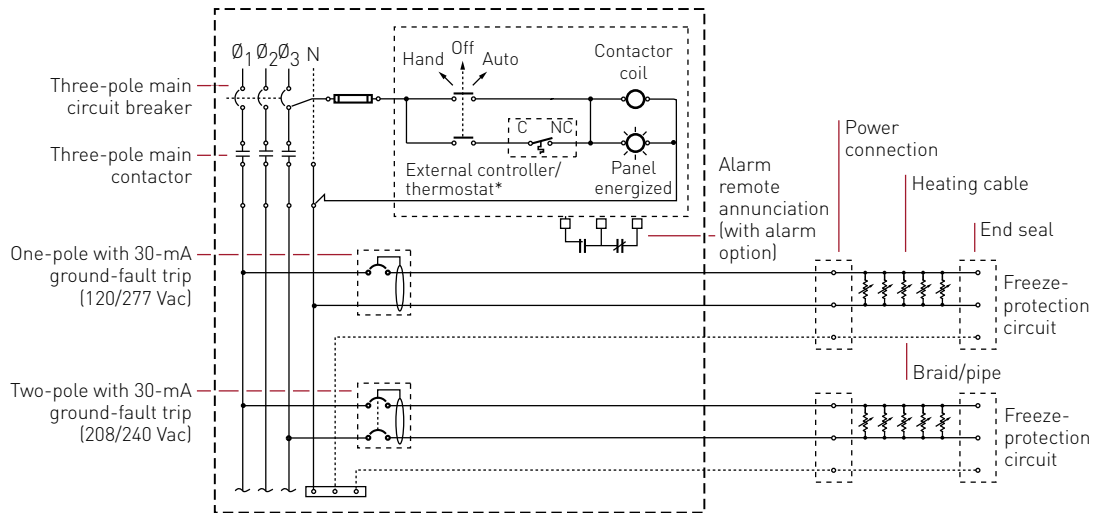 Ø1 Ø2 Ø3 N
Hand
Off
Auto
Contactor
coil
Three-pole main
circuit breaker
Three-pole main
contactor
C NC
External controller/
thermostat*
Panel
energized
Alarm
remote
annunciation
(with alarm
option)
Power
connection
Heating cable
End seal
One-pole with 30-mA
ground-fault trip
(120/277 Vac)
Freeze-
protection
circuit
Braid/pipe
Two-pole with 30-mA
ground-fault trip
(208/240 Vac)
Freeze-
protection
circuit